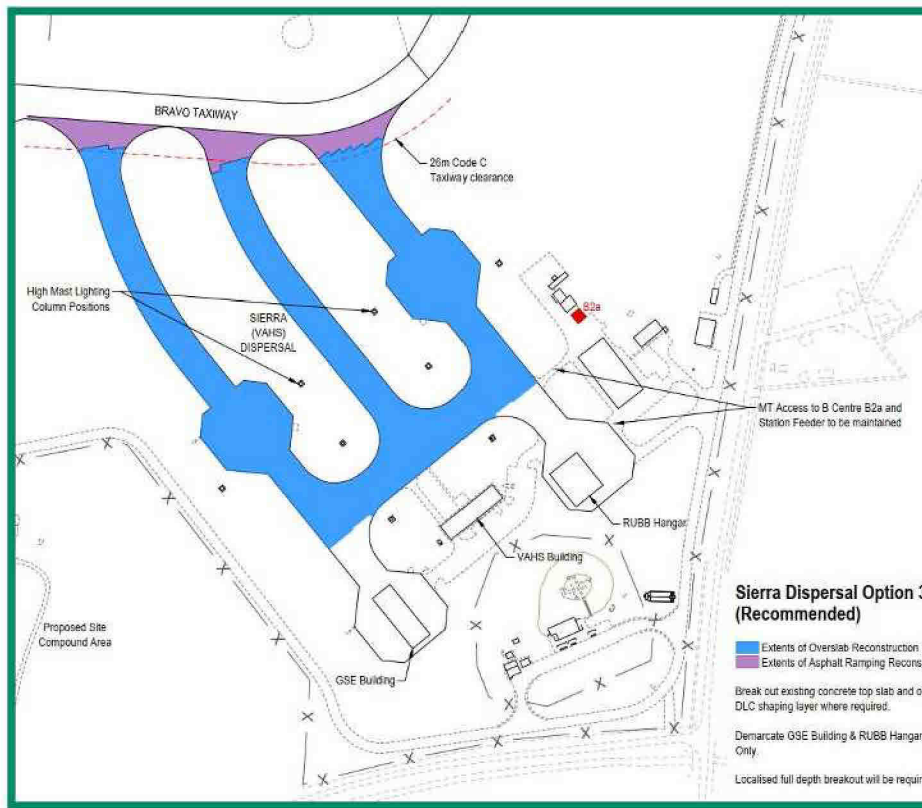 BRAVO TAXIWAY
26m Code C
Taxiway clearance
High Mast Lighting
Column Positions
SIERRA
(VAHS)
DISPERSAL
B2a
MT Access to B Centre B2a and
Station Feeder to be maintained
RUBB Hangar
VAHS Building
Proposed Site
Compound Area
GSE Building
Sierra Dispersal Option 3
(Recommended)
Extents of Overslab Reconstruction
Extents of Asphalt Ramping Recons
Break out existing concrete top slab and o
DLC shaping layer where required.
Demarcate GSE Building & RUBB Hangar
Only.
Localised full depth breakout will be requir